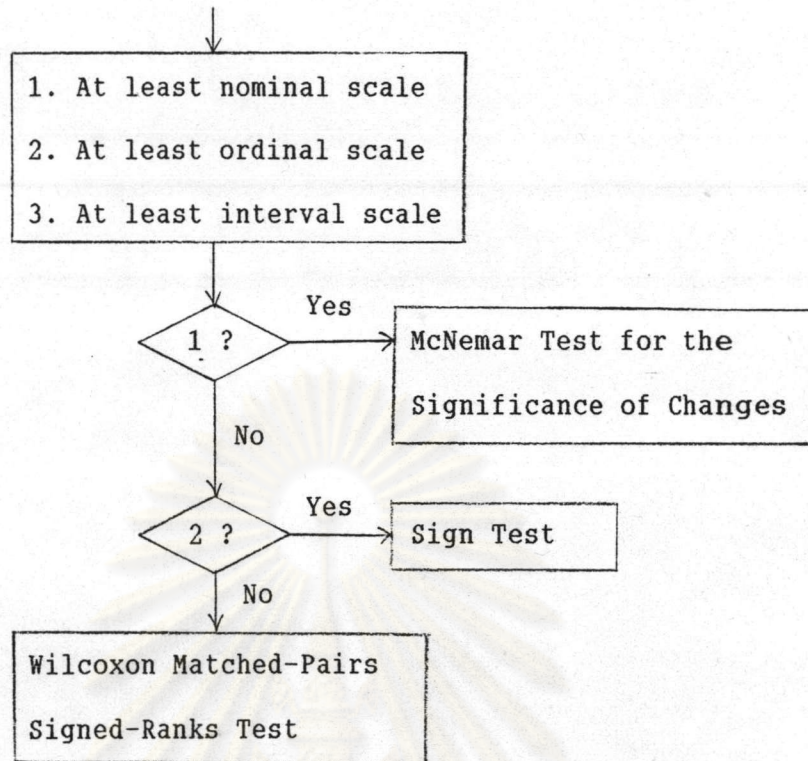 1. At least nominal scale
2. At least ordinal scale
3. At least interval scale
1 ?
Yes
McNemar Test for the
Significance of Changes
No
2 ?
Yes
Sign Test
No
Wilcoxon Matched-Pairs
Signed-Ranks Test